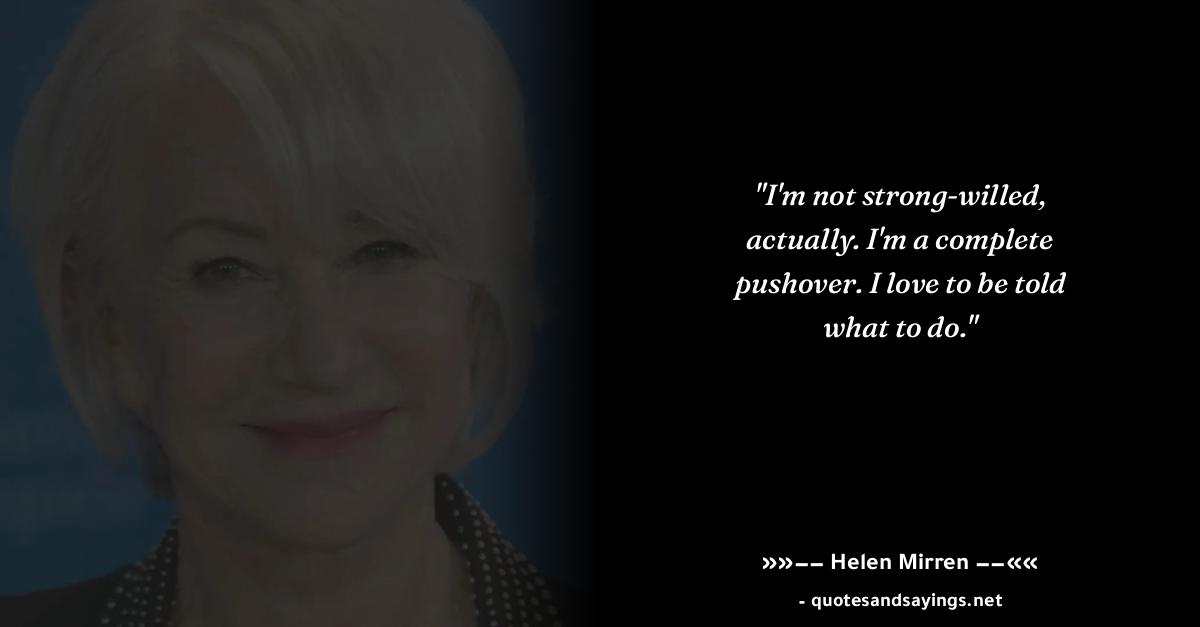 "I'm not strong-willed,
actually. I'm a complete
pushover. I love to be told
what to do."
»»–– Helen Mirren ––««
- quotesandsayings.net